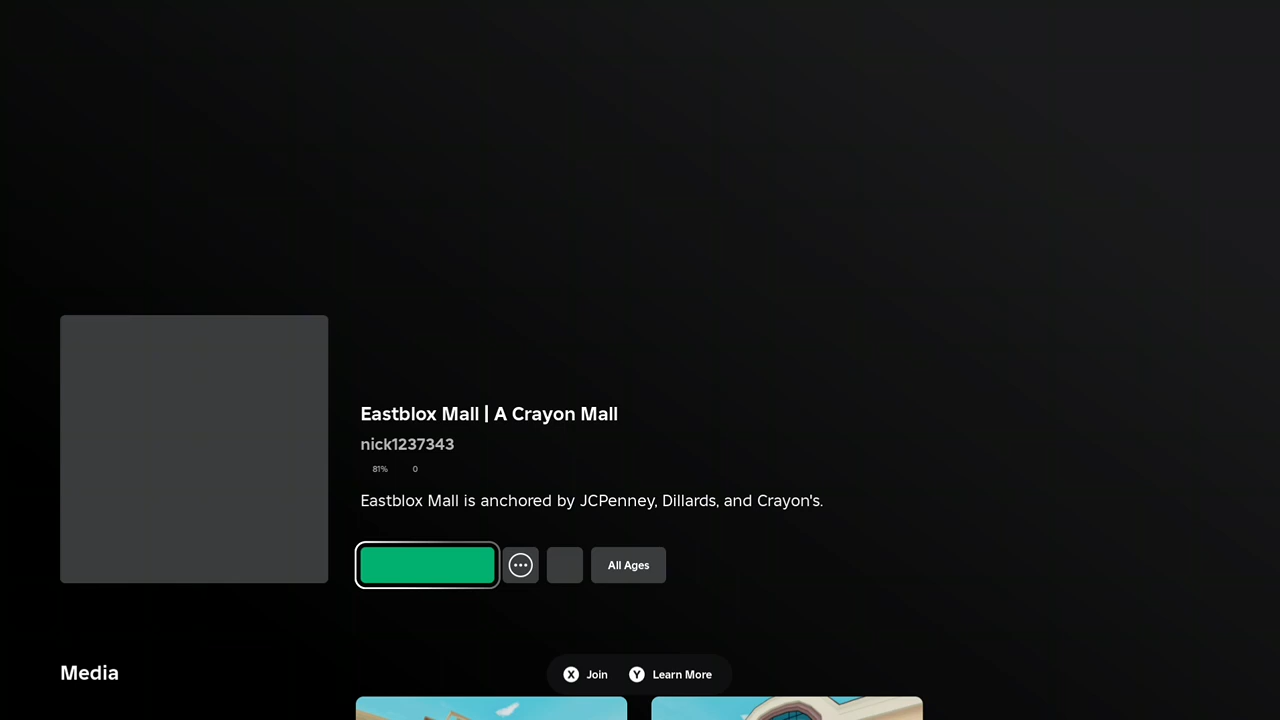 Eastblox Mall | A Crayon Mall
nick1237343
81% 0
Eastblox Mall is anchored by JCPenney, Dillards, and Crayon's.
All Ages
Media
X Join Y Learn More